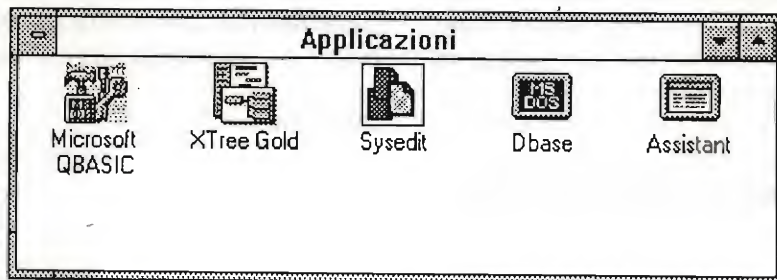 Applicazioni
Microsoft
QBASIC
XTree Gold
Sysedit
MS
DOS
Dbase
Assistant